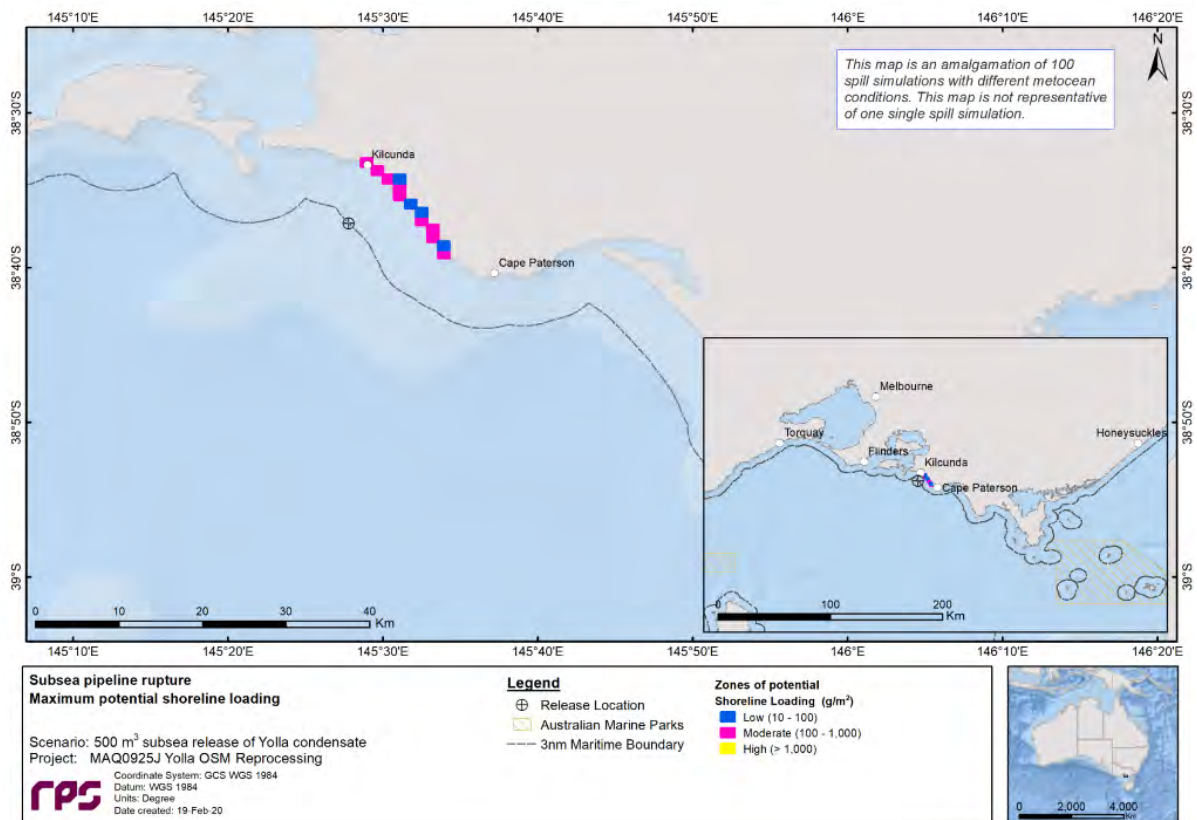 145°10'E 145°20'E 145°30'E 145°40'E 145°50'E 146°E 146°10'E 146°20'E
N
This map is an amalgamation of 100
spill simulations with different metocean
conditions. This map is not representative
of one single spill simulation.
38°30'S 38°30'S
Kilcunda
38°40'S 38°40'S
Cape Paterson
Melbourne
38°50'S 38°50'S
Torquay
Honeysuckles
Flinders
Kilcunda
Cape Paterson
39°S 39°S
0 10 20 30 40
Km
0 100 200
Km
145°10'E 145°20'E 145°30'E 145°40'E 145°50'E 146°E 146°10'E 146°20'E
Subsea pipeline rupture
Maximum potential shoreline loading
Scenario: 500 m³ subsea release of Yolla condensate
Project: MAQ0925J Yolla OSM Reprocessing
rps
Coordinate System: GCS WGS 1984
Datum: WGS 1984
Units: Degree
Date created: 19-Feb-20
Legend
Release Location
Australian Marine Parks
3nm Maritime Boundary
Zones of potential
Shoreline Loading (g/m²)
Low (10 - 100)
Moderate (100 - 1,000)
High (> 1,000)
0 2,000 4,000
Km